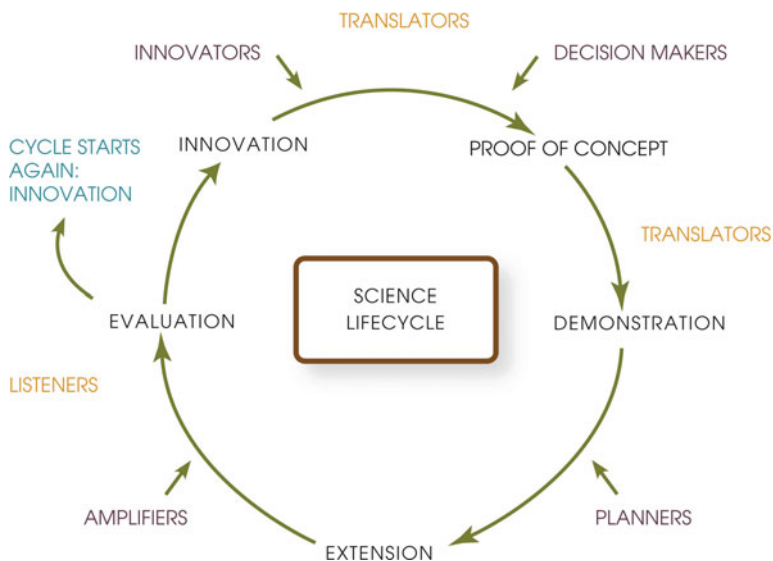 TRANSLATORS
INNOVATORS
DECISION MAKERS
CYCLE STARTS
AGAIN:
INNOVATION
INNOVATION
PROOF OF CONCEPT
TRANSLATORS
SCIENCE
LIFECYCLE
EVALUATION
DEMONSTRATION
LISTENERS
AMPLIFIERS
PLANNERS
EXTENSION